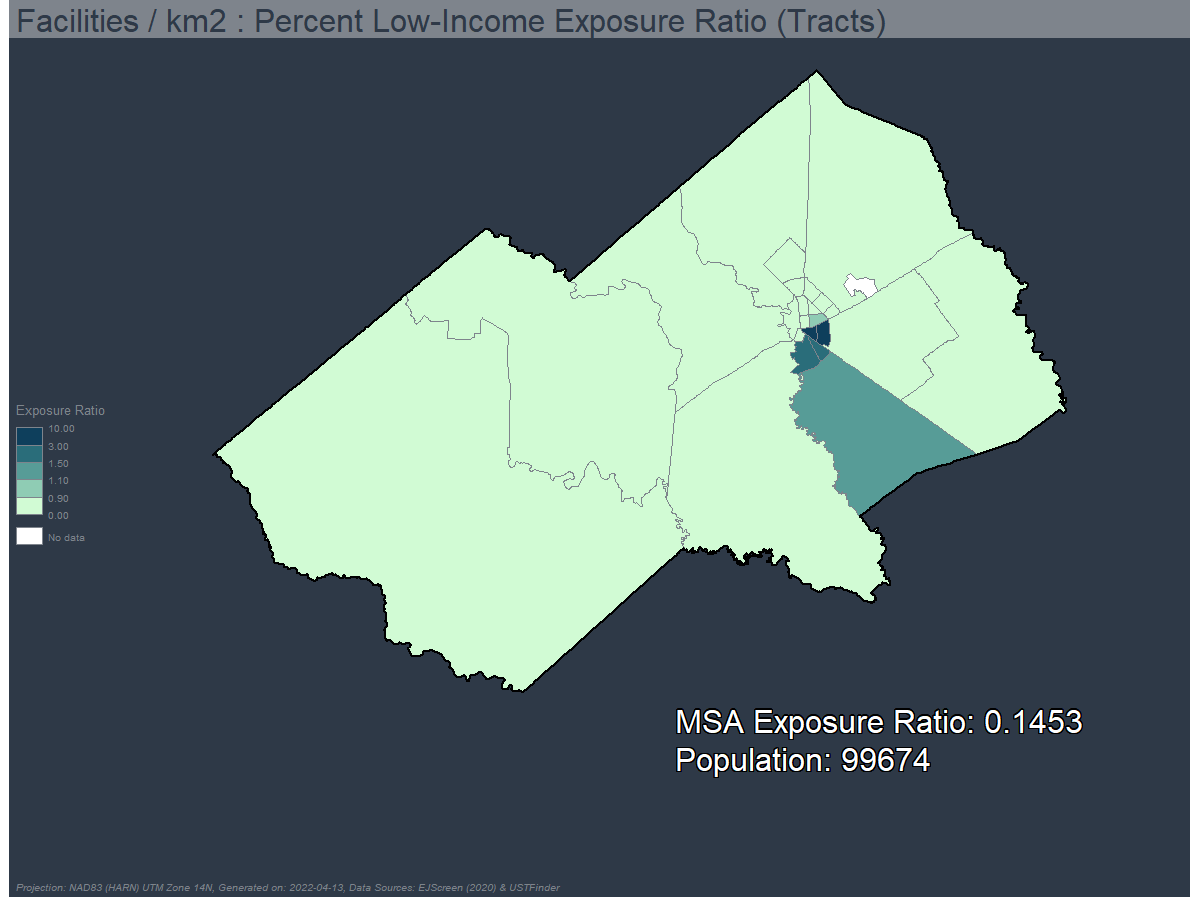 Facilities / km2 : Percent Low-Income Exposure Ratio (Tracts)
Exposure Ratio
10.00
3.00
1.50
1.10
0.90
0.00
No data
MSA Exposure Ratio: 0.1453
Population: 99674
Projection: NAD83 (HARN) UTM Zone 14N, Generated on: 2022-04-13, Data Sources: EJScreen (2020) & USTFinder